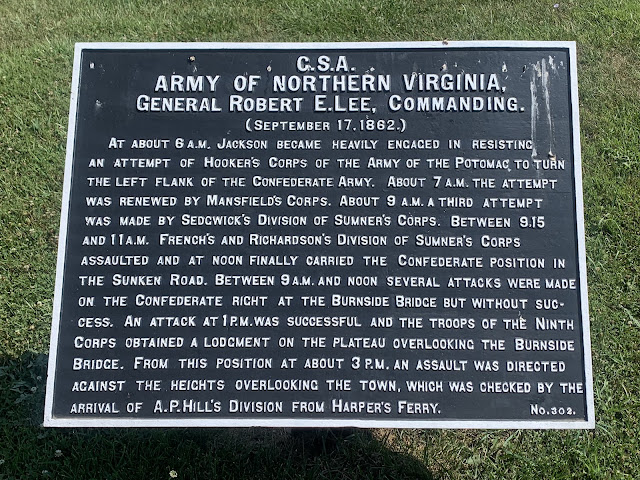 C.S.A.
ARMY OF NORTHERN VIRGINIA,
GENERAL ROBERT E. LEE, COMMANDING.
(SEPTEMBER 17, 1862.)
AT ABOUT 6 A.M. JACKSON BECAME HEAVILY ENGAGED IN RESISTING
AN ATTEMPT OF HOOKER'S CORPS OF THE ARMY OF THE POTOMAC TO TURN
THE LEFT FLANK OF THE CONFEDERATE ARMY. ABOUT 7 A.M. THE ATTEMPT
WAS RENEWED BY MANSFIELD'S CORPS. ABOUT 9 A.M. A THIRD ATTEMPT
WAS MADE BY SEDGWICK'S DIVISION OF SUMNER'S CORPS. BETWEEN 9.15
AND 11 A.M. FRENCH'S AND RICHARDSON'S DIVISION OF SUMNER'S CORPS
ASSAULTED AND AT NOON FINALLY CARRIED THE CONFEDERATE POSITION IN
THE SUNKEN ROAD. BETWEEN 9 A.M. AND NOON SEVERAL ATTACKS WERE MADE
ON THE CONFEDERATE RIGHT AT THE BURNSIDE BRIDGE BUT WITHOUT SUC-
CESS. AN ATTACK AT 1 P.M. WAS SUCCESSFUL AND THE TROOPS OF THE NINTH
CORPS OBTAINED A LODGMENT ON THE PLATEAU OVERLOOKING THE BURNSIDE
BRIDGE. FROM THIS POSITION AT ABOUT 3 P.M. AN ASSAULT WAS DIRECTED
AGAINST THE HEIGHTS OVERLOOKING THE TOWN, WHICH WAS CHECKED BY THE
ARRIVAL OF A.P. HILL'S DIVISION FROM HARPER'S FERRY. NO. 302.